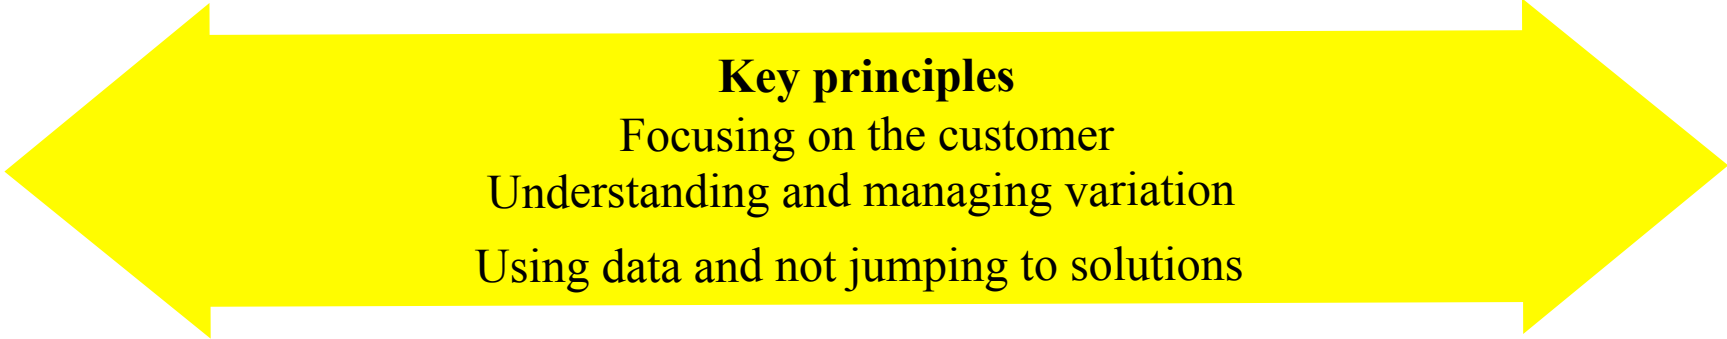 Key principles
Focusing on the customer
Understanding and managing variation
Using data and not jumping to solutions